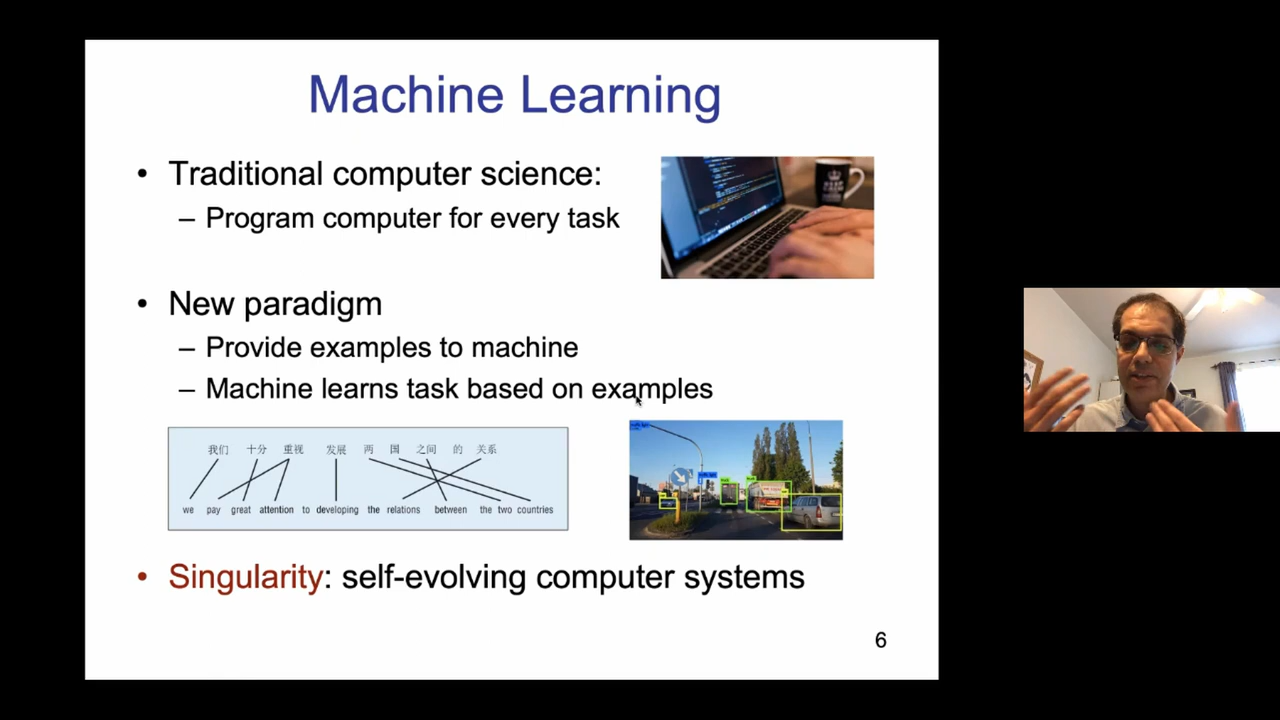 Machine Learning
• Traditional computer science:
– Program computer for every task
• New paradigm
– Provide examples to machine
– Machine learns task based on examples
我们 十分 重视 发展 两 国 之间 的 关系
we pay great attention to developing the relations between the two countries
• Singularity: self-evolving computer systems
6